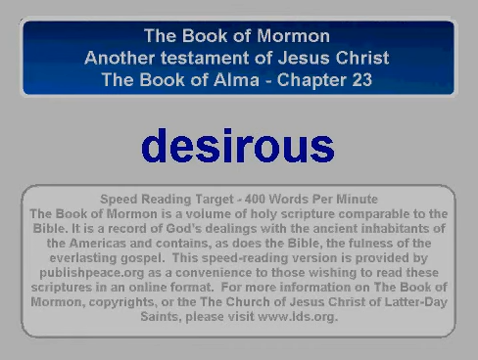 The Book of Mormon
Another testament of Jesus Christ
The Book of Alma - Chapter 23
desirous
Speed Reading Target - 400 Words Per Minute
The Book of Mormon is a volume of holy scripture comparable to the
Bible. It is a record of God's dealings with the ancient inhabitants of
the Americas and contains, as does the Bible, the fulness of the
everlasting gospel. This speed-reading version is provided by
publishpeace.org as a convenience to those wishing to read these
scriptures in an online format. For more information on The Book of
Mormon, copyrights, or the The Church of Jesus Christ of Latter-Day
Saints, please visit www.lds.org.